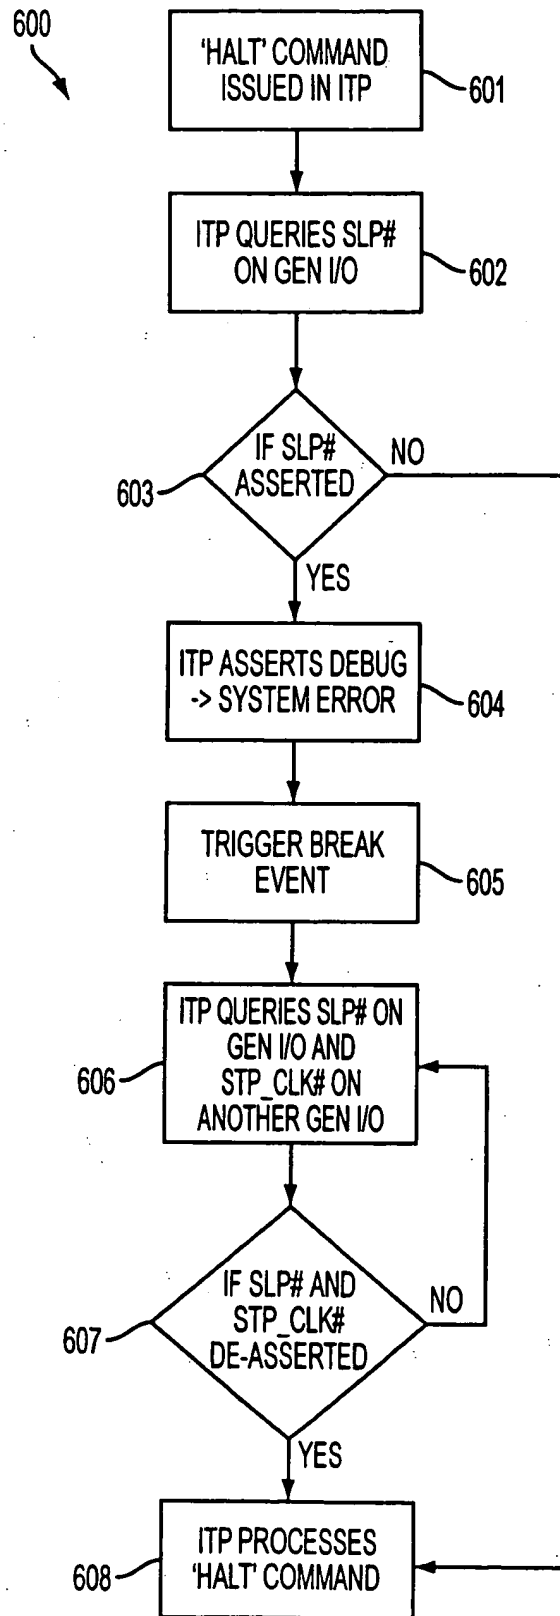 600
'HALT' COMMAND
ISSUED IN ITP
601
ITP QUERIES SLP#
ON GEN I/O
602
IF SLP#
ASSERTED
603
NO
YES
ITP ASSERTS DEBUG
-> SYSTEM ERROR
604
TRIGGER BREAK
EVENT
605
ITP QUERIES SLP# ON
GEN I/O AND
STP_CLK# ON
ANOTHER GEN I/O
606
IF SLP# AND
STP_CLK#
DE-ASSERTED
607
NO
YES
ITP PROCESSES
'HALT' COMMAND
608